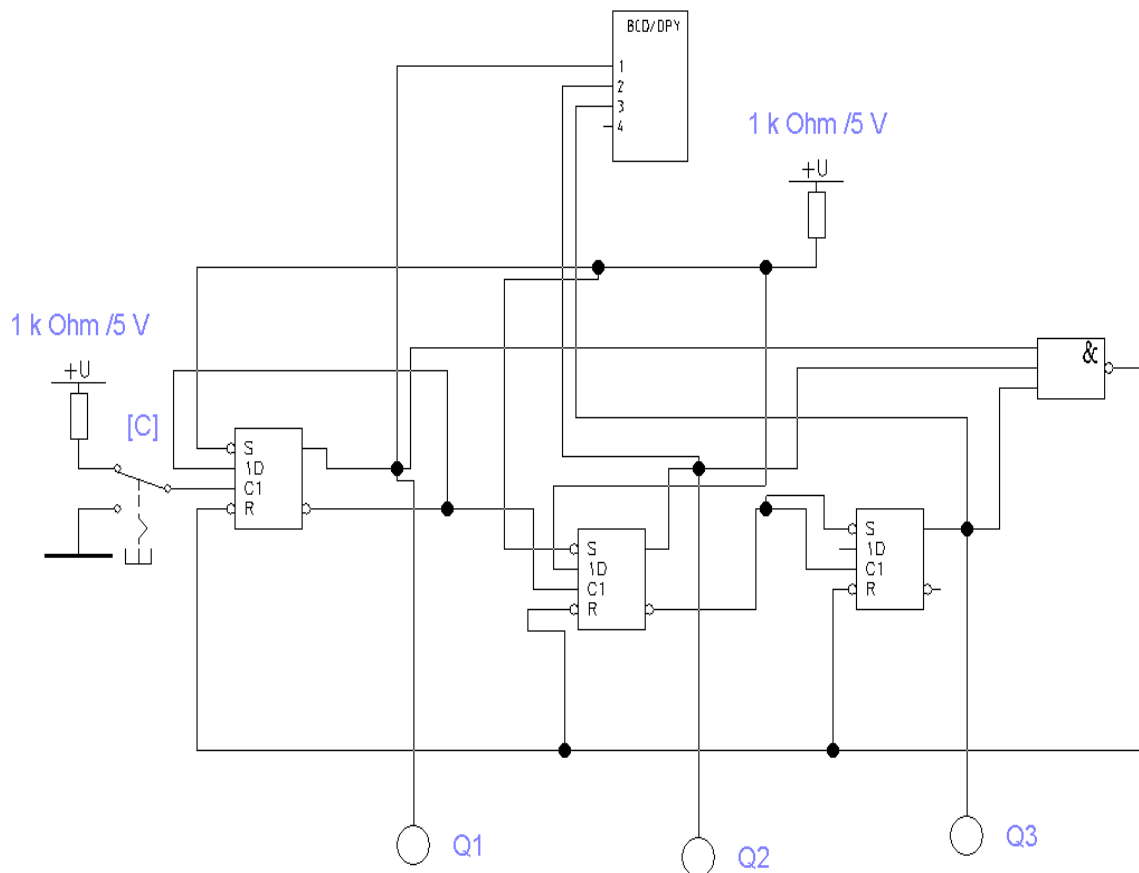 BCD/DPY
1
2
3
4
1 k Ohm /5 V
+U
1 k Ohm /5 V
+U
&
[C]
S
1D
C1
R
S
1D
C1
R
S
1D
C1
R
Q1
Q2
Q3